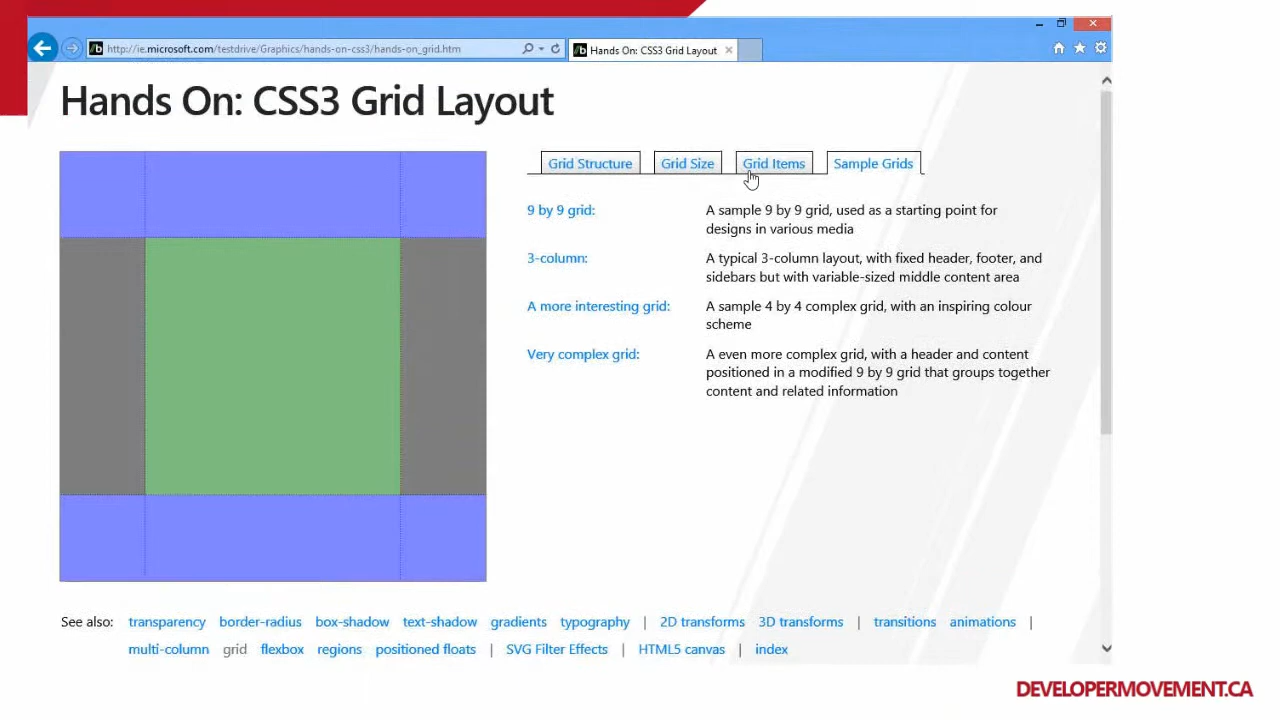 http://ie.microsoft.com/testdrive/Graphics/hands-on-css3/hands-on_grid.htm
Hands On: CSS3 Grid Layout
Hands On: CSS3 Grid Layout
Grid Structure Grid Size Grid Items Sample Grids
9 by 9 grid: A sample 9 by 9 grid, used as a starting point for
designs in various media
3-column: A typical 3-column layout, with fixed header, footer, and
sidebars but with variable-sized middle content area
A more interesting grid: A sample 4 by 4 complex grid, with an inspiring colour
scheme
Very complex grid: A even more complex grid, with a header and content
positioned in a modified 9 by 9 grid that groups together
content and related information
See also: transparency border-radius box-shadow text-shadow gradients typography | 2D transforms 3D transforms | transitions animations |
multi-column grid flexbox regions positioned floats | SVG Filter Effects | HTML5 canvas | index
DEVELOPERMOVEMENT.CA